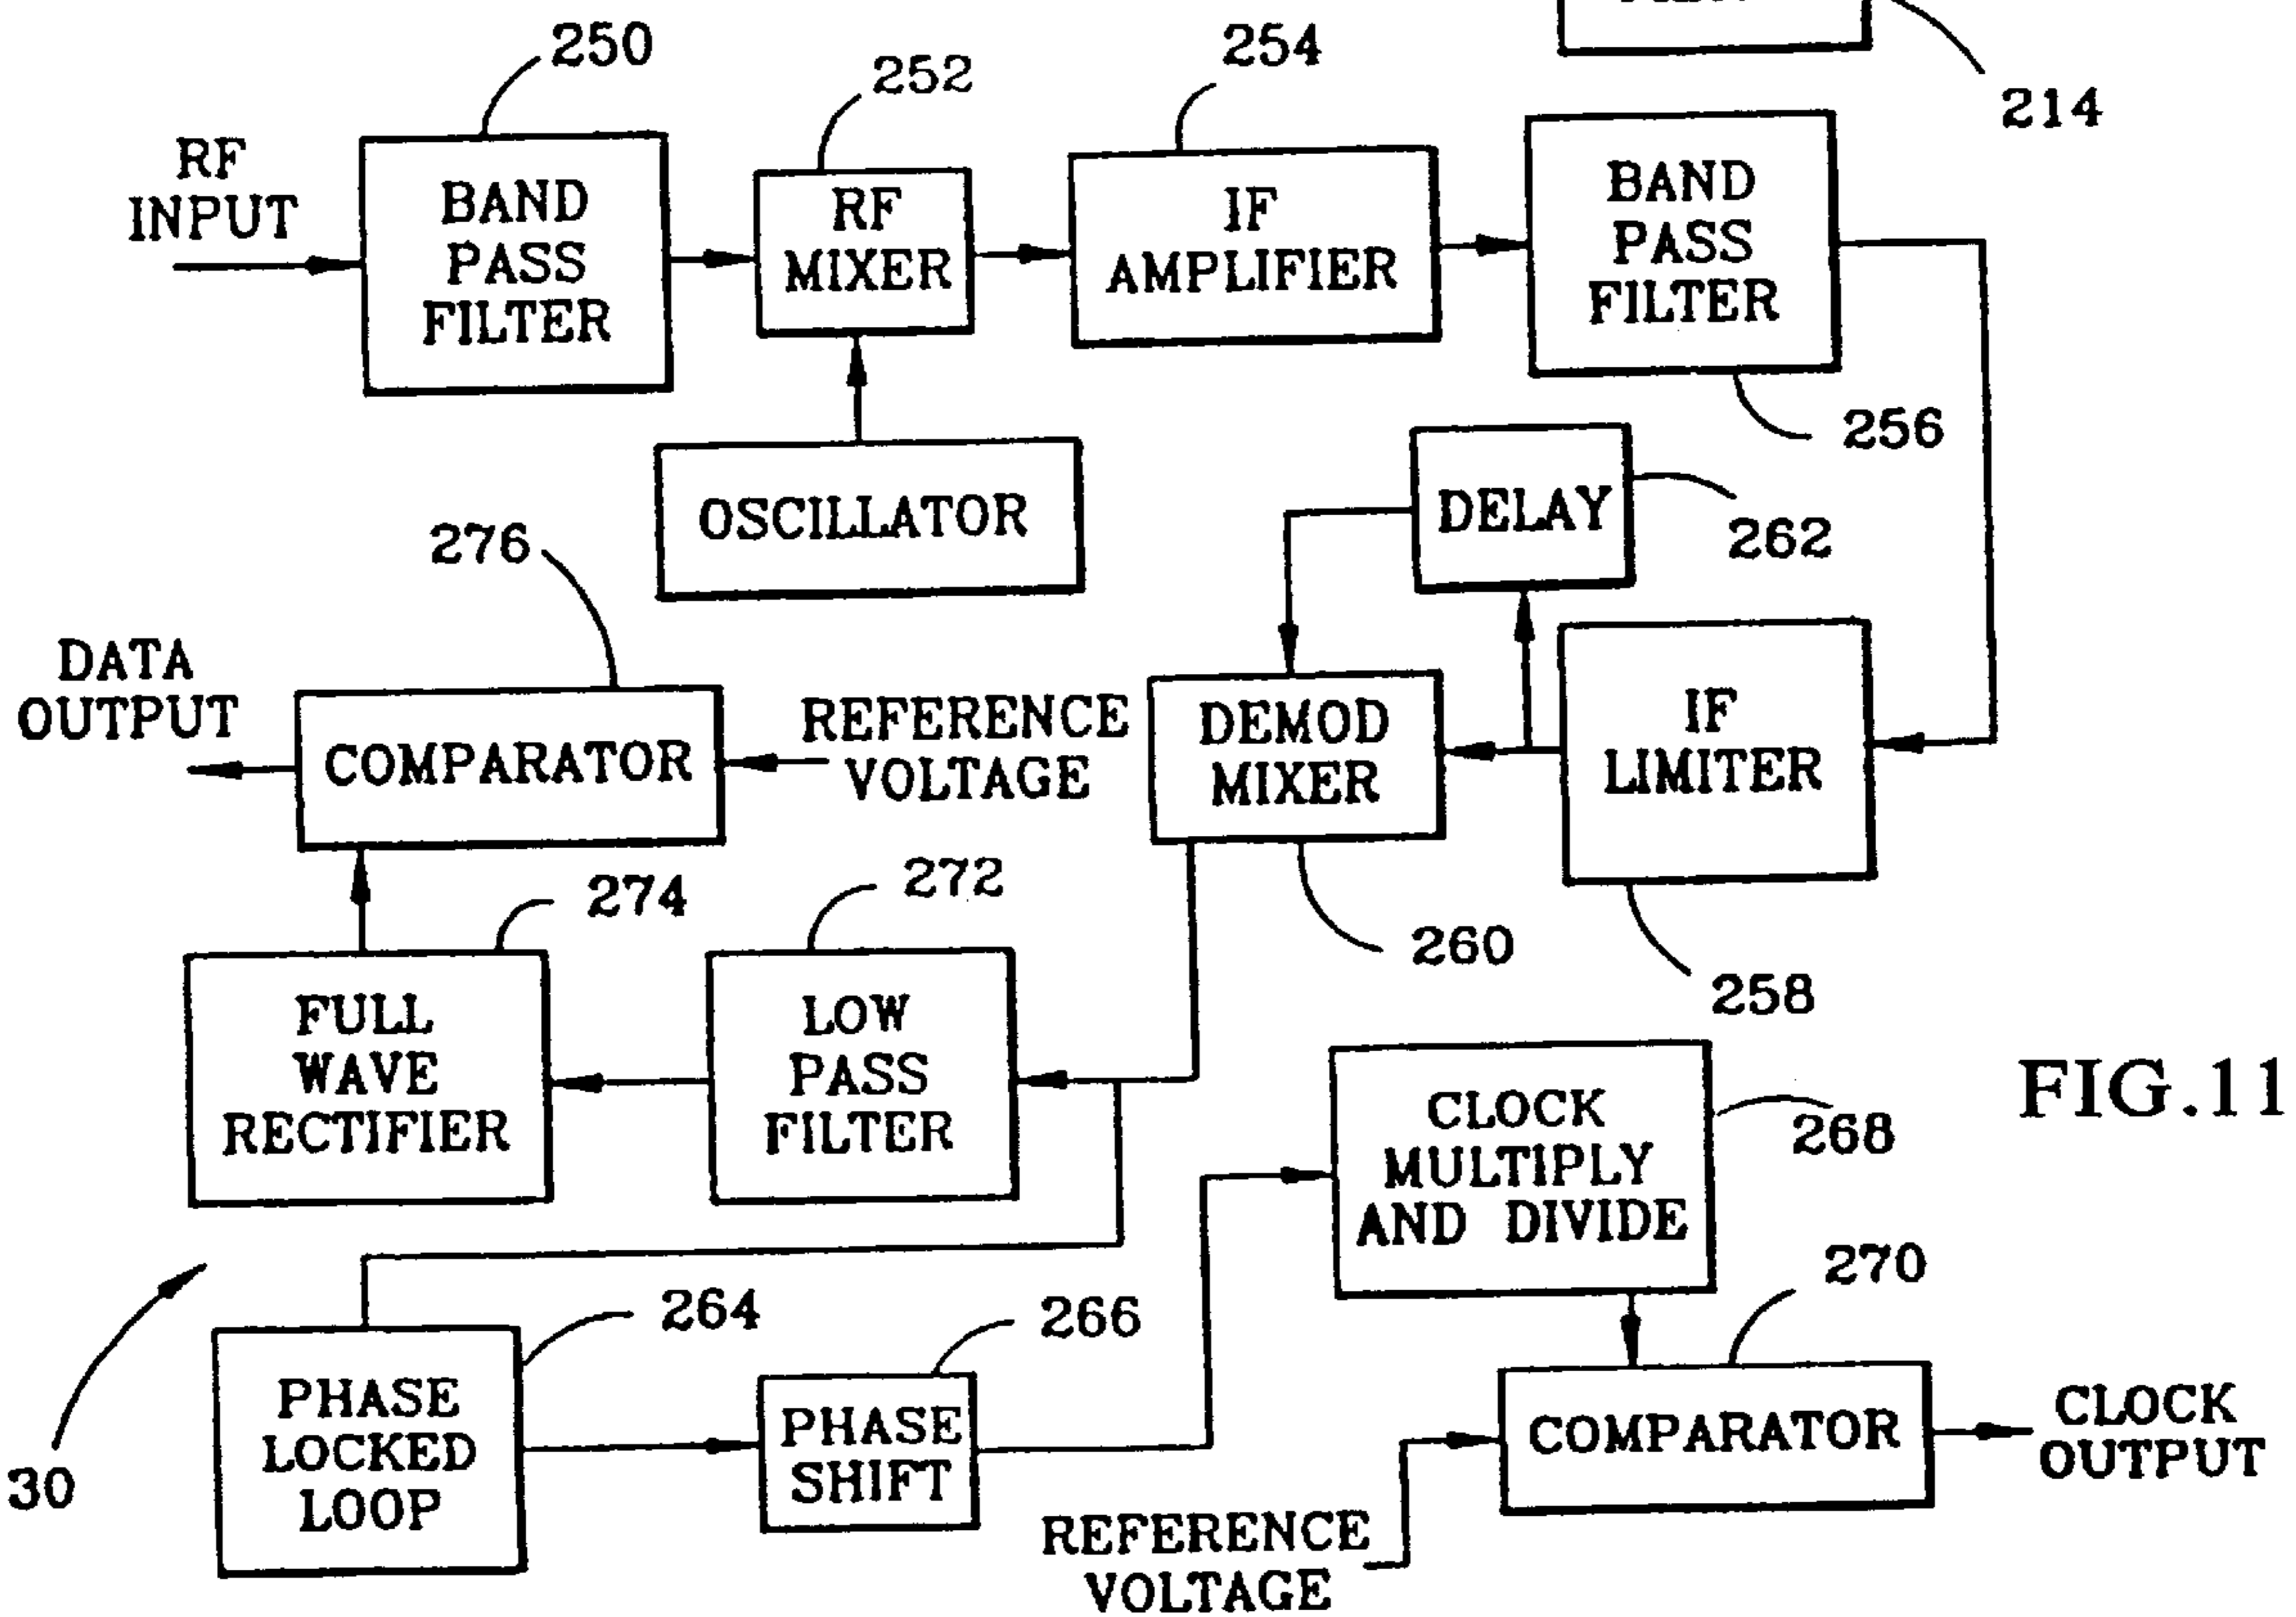 250
252
254
214
RF
INPUT
BAND
PASS
FILTER
RF
MIXER
IF
AMPLIFIER
BAND
PASS
FILTER
256
OSCILLATOR
DELAY
262
276
DATA
OUTPUT
COMPARATOR
REFERENCE
VOLTAGE
DEMOD
MIXER
IF
LIMITER
274
272
260
258
FULL
WAVE
RECTIFIER
LOW
PASS
FILTER
CLOCK
MULTIPLY
AND DIVIDE
268
FIG.11
30
264
266
270
PHASE
LOCKED
LOOP
PHASE
SHIFT
COMPARATOR
CLOCK
OUTPUT
REFERENCE
VOLTAGE